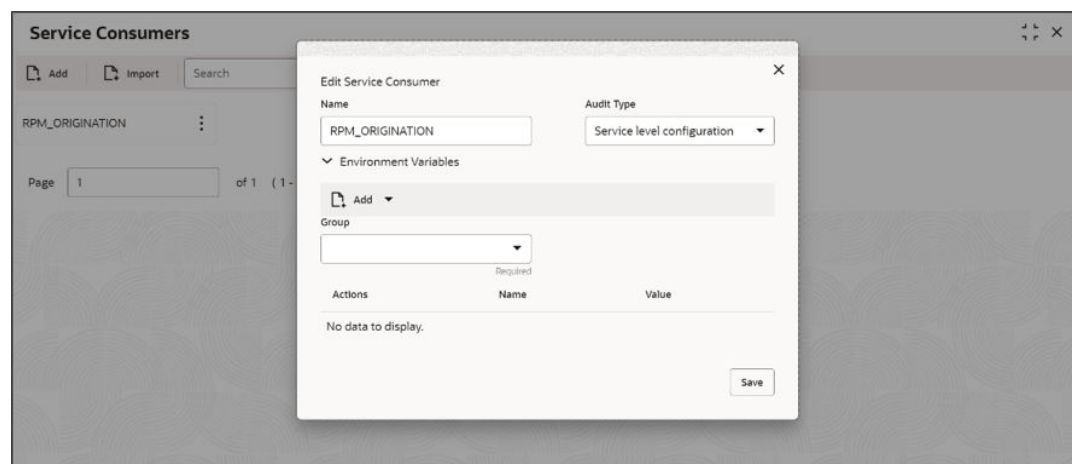 Service Consumers
Add Import Search
RPM_ORIGINATION
Page 1 of 1 (1 -
Edit Service Consumer
Name Audit Type
RPM_ORIGINATION Service level configuration
Environment Variables
Add
Group
Required
Actions Name Value
No data to display.
Save